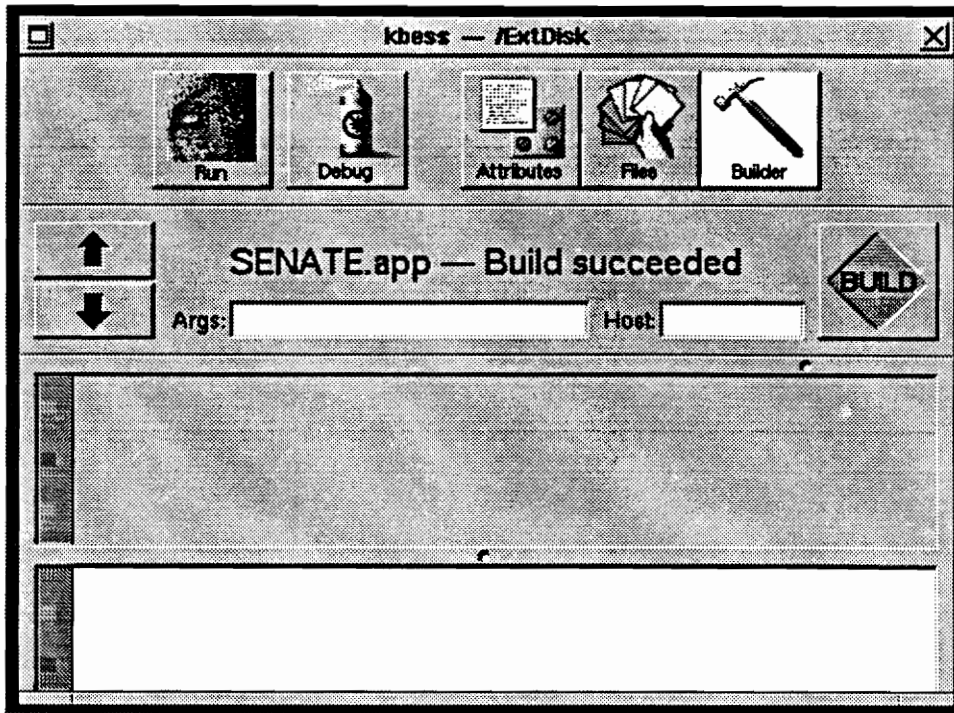 kbess — /ExtDisk
Run Debug Attributes Files Builder
SENATE.app — Build succeeded
BUILD
Args: Host: